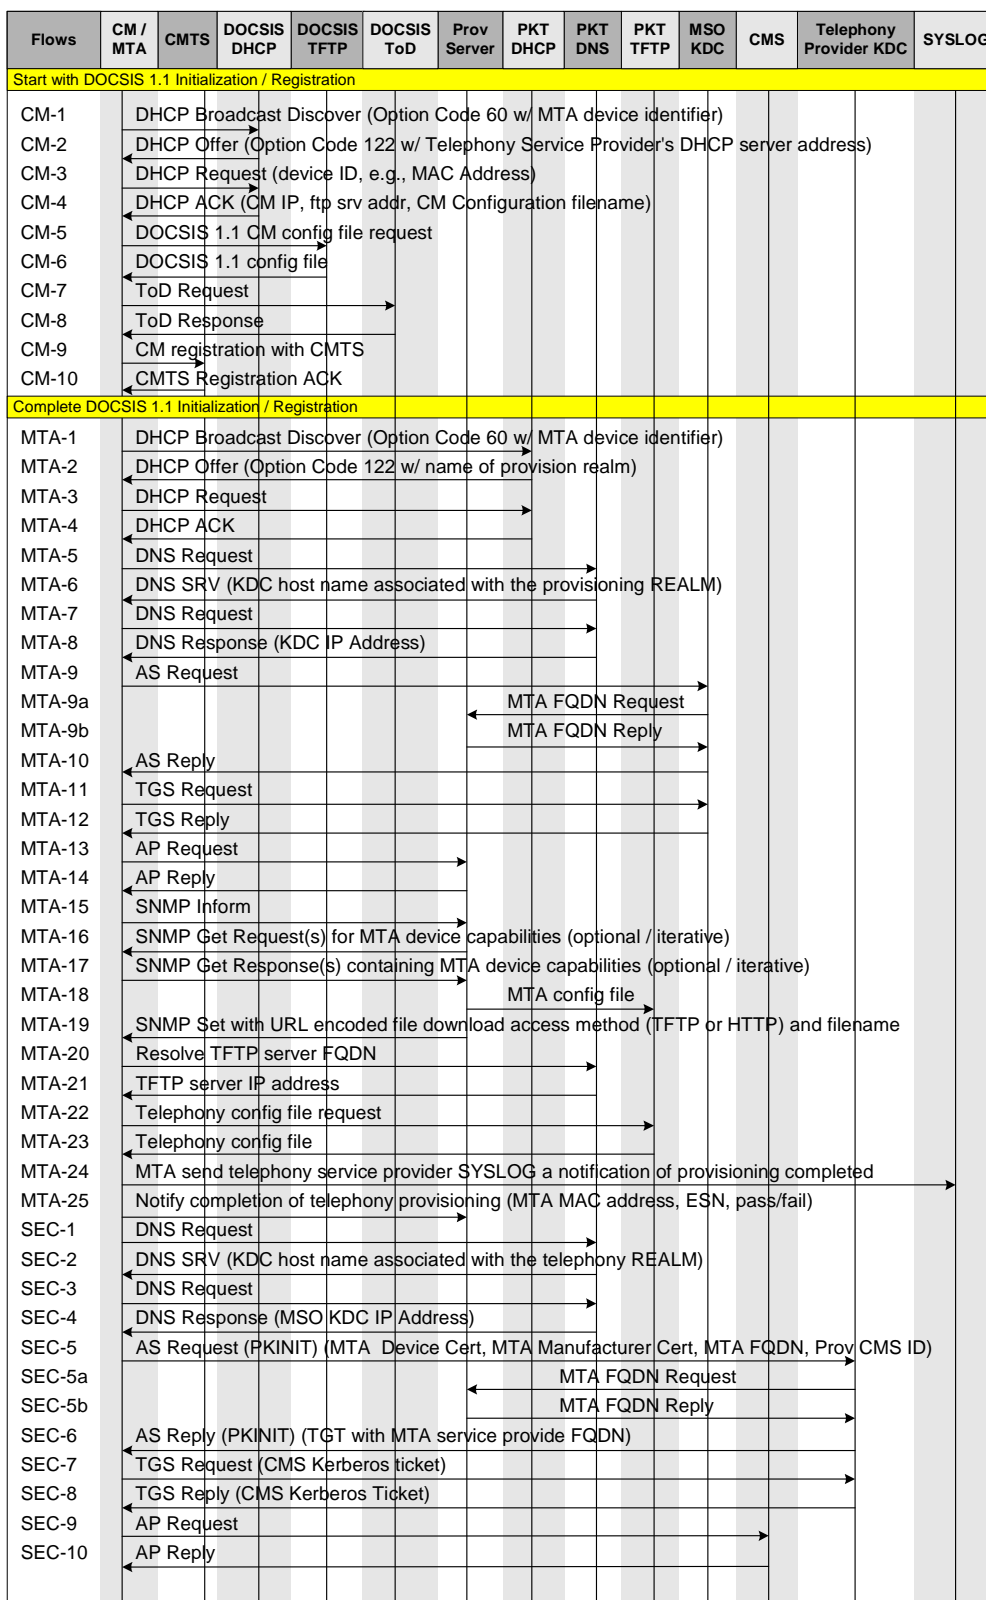 Flows CM / MTA CMTS DOCSIS DHCP DOCSIS TFTP DOCSIS ToD Prov Server PKT DHCP PKT DNS PKT TFTP MSO KDC CMS Telephony Provider KDC SYSLOG
Start with DOCSIS 1.1 Initialization / Registration
CM-1 DHCP Broadcast Discover (Option Code 60 w/ MTA device identifier)
CM-2 DHCP Offer (Option Code 122 w/ Telephony Service Provider's DHCP server address)
CM-3 DHCP Request (device ID, e.g., MAC Address)
CM-4 DHCP ACK (CM IP, ftp srv addr, CM Configuration filename)
CM-5 DOCSIS 1.1 CM config file request
CM-6 DOCSIS 1.1 config file
CM-7 ToD Request
CM-8 ToD Response
CM-9 CM registration with CMTS
CM-10 CMTS Registration ACK
Complete DOCSIS 1.1 Initialization / Registration
MTA-1 DHCP Broadcast Discover (Option Code 60 w/ MTA device identifier)
MTA-2 DHCP Offer (Option Code 122 w/ name of provision realm)
MTA-3 DHCP Request
MTA-4 DHCP ACK
MTA-5 DNS Request
MTA-6 DNS SRV (KDC host name associated with the provisioning REALM)
MTA-7 DNS Request
MTA-8 DNS Response (KDC IP Address)
MTA-9 AS Request
MTA-9a MTA FQDN Request
MTA-9b MTA FQDN Reply
MTA-10 AS Reply
MTA-11 TGS Request
MTA-12 TGS Reply
MTA-13 AP Request
MTA-14 AP Reply
MTA-15 SNMP Inform
MTA-16 SNMP Get Request(s) for MTA device capabilities (optional / iterative)
MTA-17 SNMP Get Response(s) containing MTA device capabilities (optional / iterative)
MTA-18 MTA config file
MTA-19 SNMP Set with URL encoded file download access method (TFTP or HTTP) and filename
MTA-20 Resolve TFTP server FQDN
MTA-21 TFTP server IP address
MTA-22 Telephony config file request
MTA-23 Telephony config file
MTA-24 MTA send telephony service provider SYSLOG a notification of provisioning completed
MTA-25 Notify completion of telephony provisioning (MTA MAC address, ESN, pass/fail)
SEC-1 DNS Request
SEC-2 DNS SRV (KDC host name associated with the telephony REALM)
SEC-3 DNS Request
SEC-4 DNS Response (MSO KDC IP Address)
SEC-5 AS Request (PKINIT) (MTA Device Cert, MTA Manufacturer Cert, MTA FQDN, Prov CMS ID)
SEC-5a MTA FQDN Request
SEC-5b MTA FQDN Reply
SEC-6 AS Reply (PKINIT) (TGT with MTA service provide FQDN)
SEC-7 TGS Request (CMS Kerberos ticket)
SEC-8 TGS Reply (CMS Kerberos Ticket)
SEC-9 AP Request
SEC-10 AP Reply